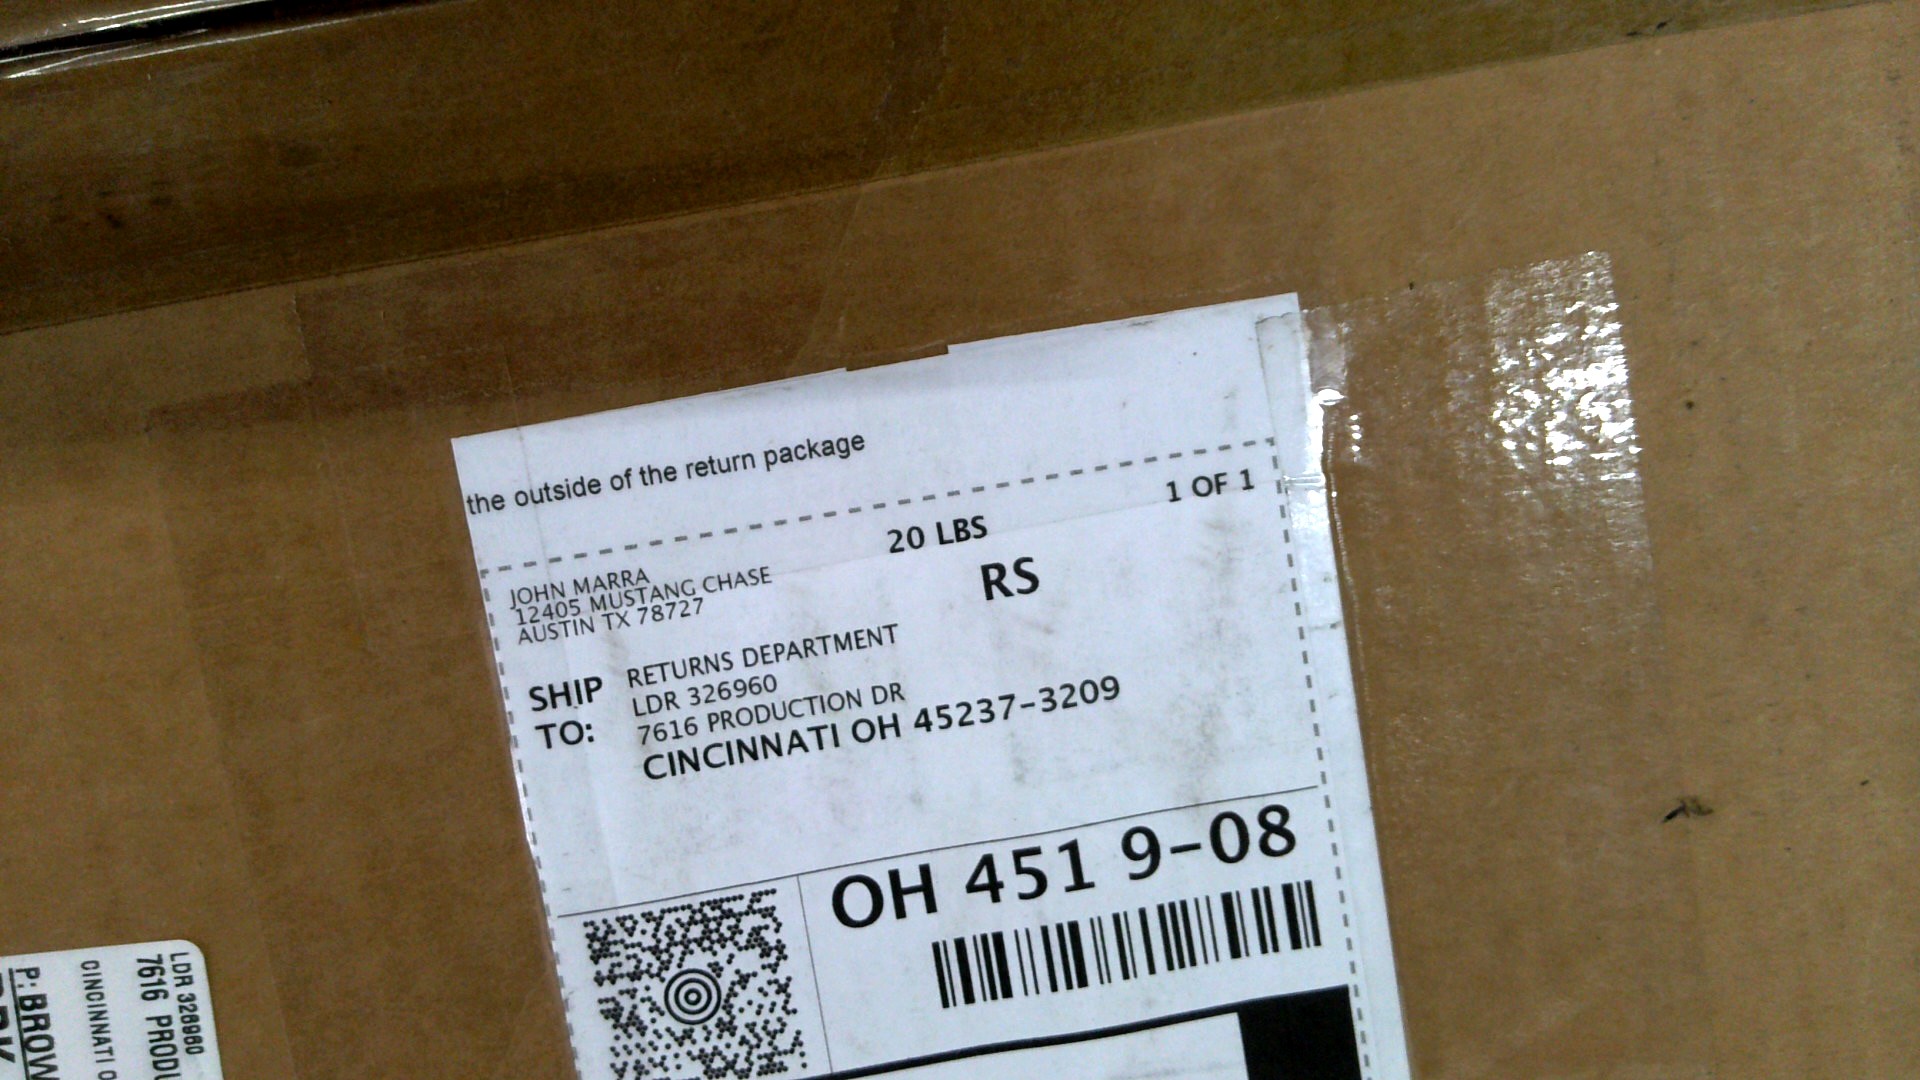 the outside of the return package
20 LBS
1 OF 1
JOHN MARRA
12405 MUSTANG CHASE
AUSTIN TX 78727
RS
SHIP TO:
RETURNS DEPARTMENT
LDR 326960
7616 PRODUCTION DR
CINCINNATI OH 45237-3209
OH 451 9-08
LDR 326960
7616 PRODU
CINCINNATI O
P: BROW